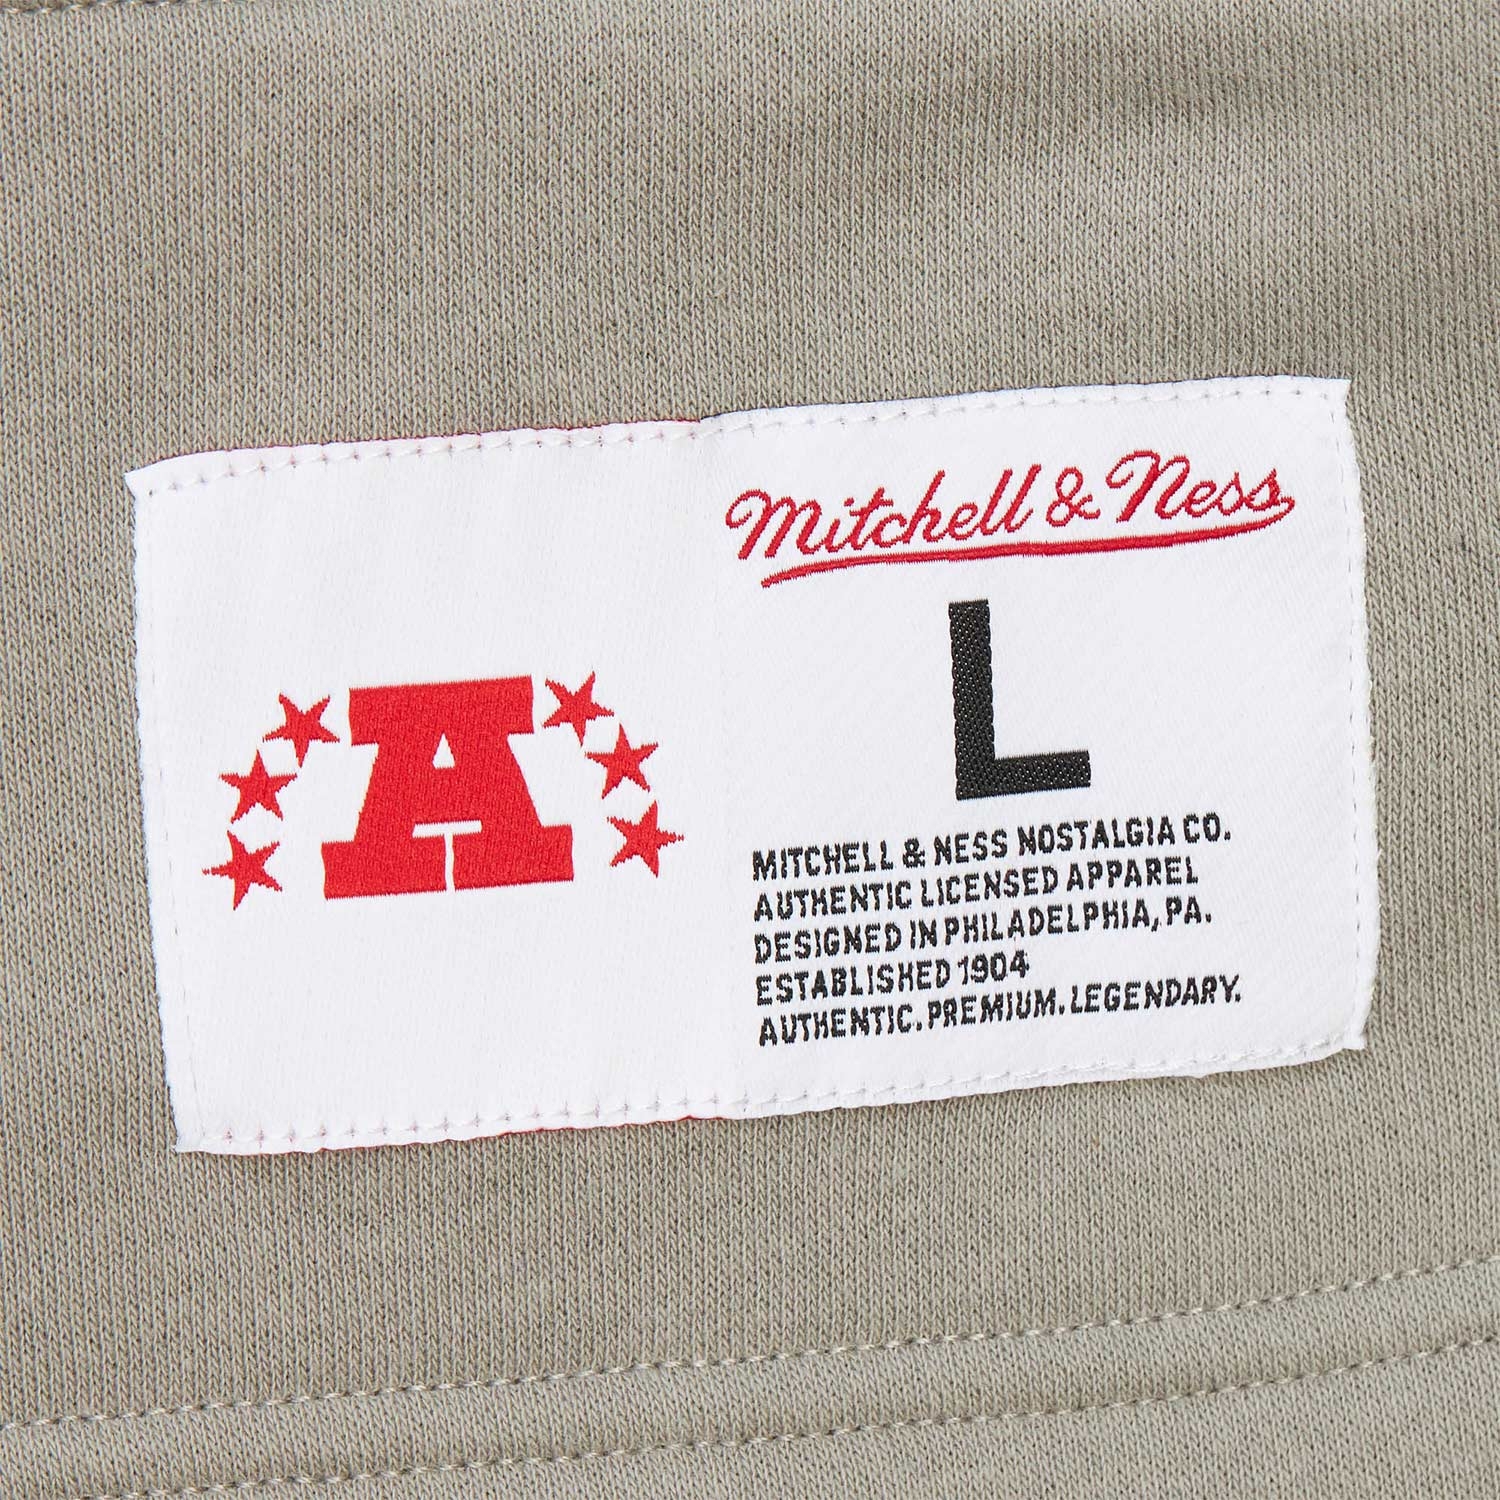 A
Mitchell & Ness
L
MITCHELL & NESS NOSTALGIA CO.
AUTHENTIC LICENSED APPAREL
DESIGNED IN PHILADELPHIA, PA.
ESTABLISHED 1904
AUTHENTIC. PREMIUM. LEGENDARY.